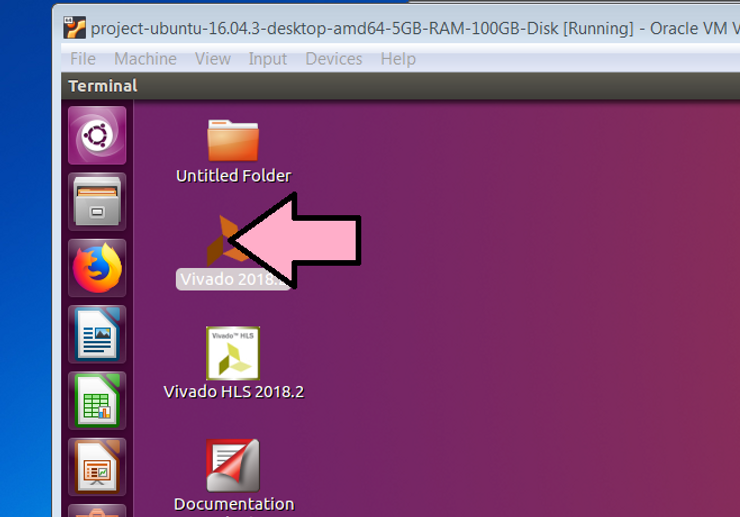 project-ubuntu-16.04.3-desktop-amd64-5GB-RAM-100GB-Disk [Running] - Oracle VM V
File Machine View Input Devices Help
Terminal
Untitled Folder
Vivado 2018.
Vivado™ HLS
Vivado HLS 2018.2
Documentation